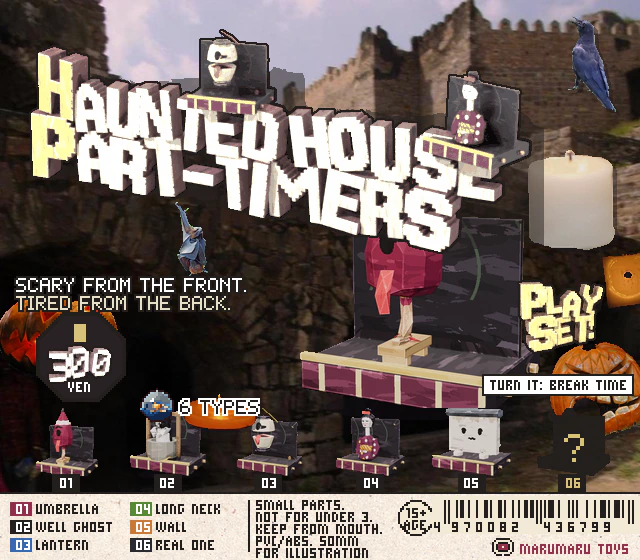 HAUNTED HOUSE
PART-TIMERS
SCARY FROM THE FRONT.
TIRED FROM THE BACK.
300
YEN
PLAY
SET!
TURN IT: BREAK TIME
6 TYPES
?
01
02
03
04
05
06
01 UMBRELLA
02 WELL GHOST
03 LANTERN
04 LONG NECK
05 WALL
06 REAL ONE
SMALL PARTS.
NOT FOR UNDER 3.
KEEP FROM MOUTH.
PVC/ABS. 50MM
FOR ILLUSTRATION
15+
AGE
4 970082 436799
MARUMARU TOYS